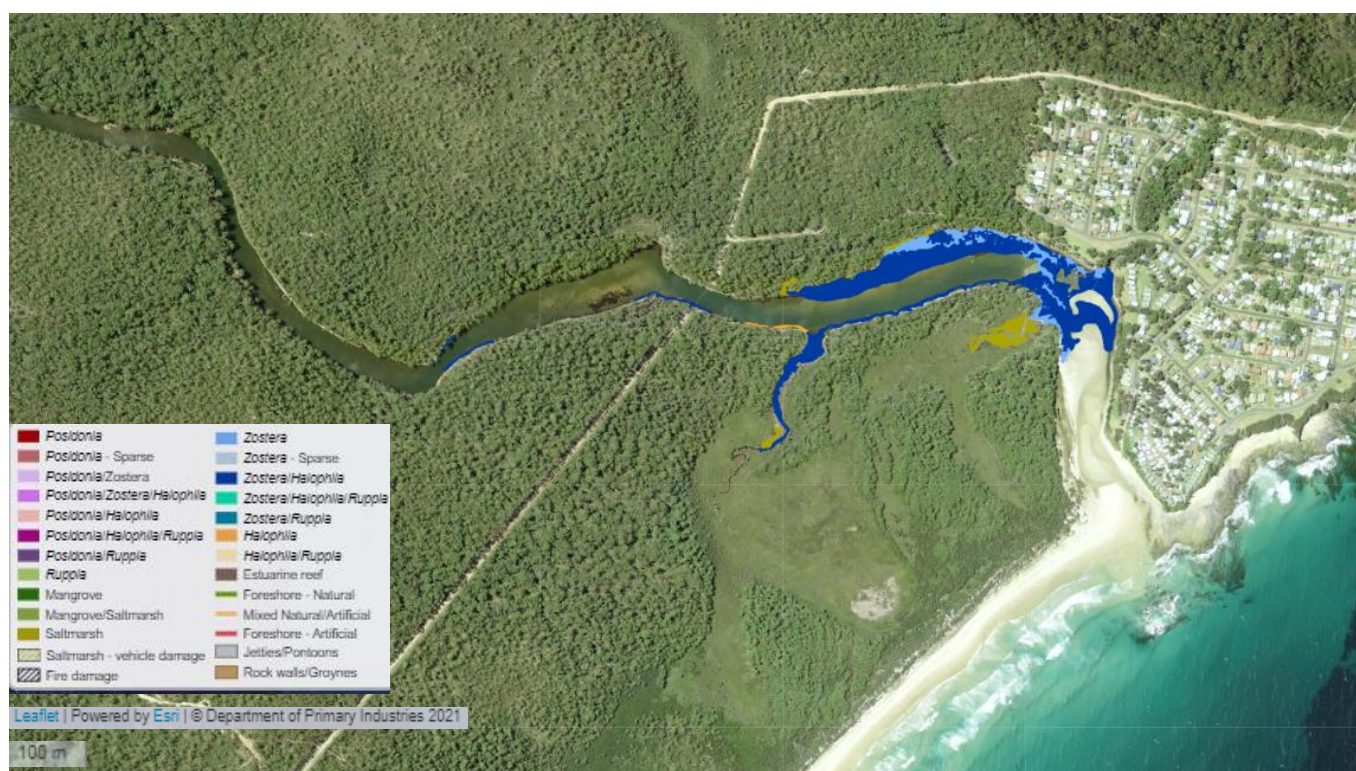 Posidonia
Posidonia - Sparse
Posidonia/Zostera
Posidonia/Zostera/Halophila
Posidonia/Halophila
Posidonia/Halophila/Ruppia
Posidonia/Ruppia
Ruppia
Mangrove
Mangrove/Saltmarsh
Saltmarsh
Saltmarsh - vehicle damage
Fire damage
Zostera
Zostera - Sparse
Zostera/Halophila
Zostera/Halophila/Ruppia
Zostera/Ruppia
Halophila
Halophila/Ruppia
Estuarine reef
Foreshore - Natural
Mixed Natural/Artificial
Foreshore - Artificial
Jetties/Pontoons
Rock walls/Groynes
Leaflet | Powered by Esri | © Department of Primary Industries 2021
100 m